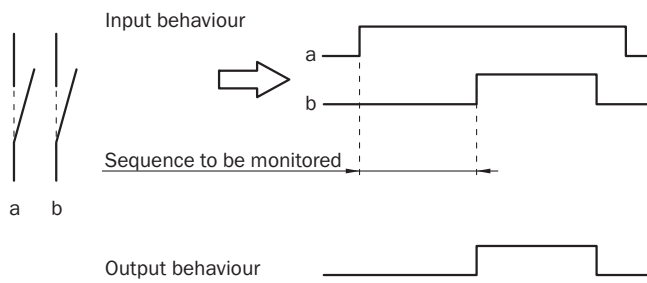 Input behaviour
a
b
Sequence to be monitored
a b
Output behaviour